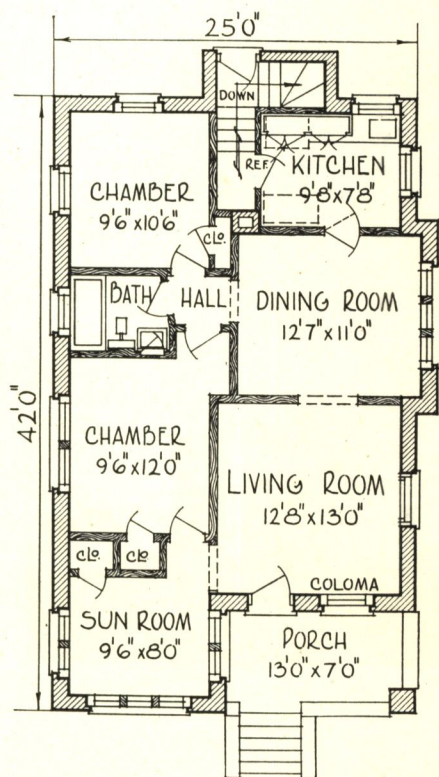 25'0"
DOWN
REF.
KITCHEN
9'8"x7'8"
CHAMBER
9'6"x10'6"
CLO.
BATH
HALL
DINING ROOM
12'7"x11'0"
42'0"
CHAMBER
9'6"x12'0"
LIVING ROOM
12'8"x13'0"
CLO.
CLO
COLOMA
SUN ROOM
9'6"x8'0"
PORCH
13'0"x7'0"